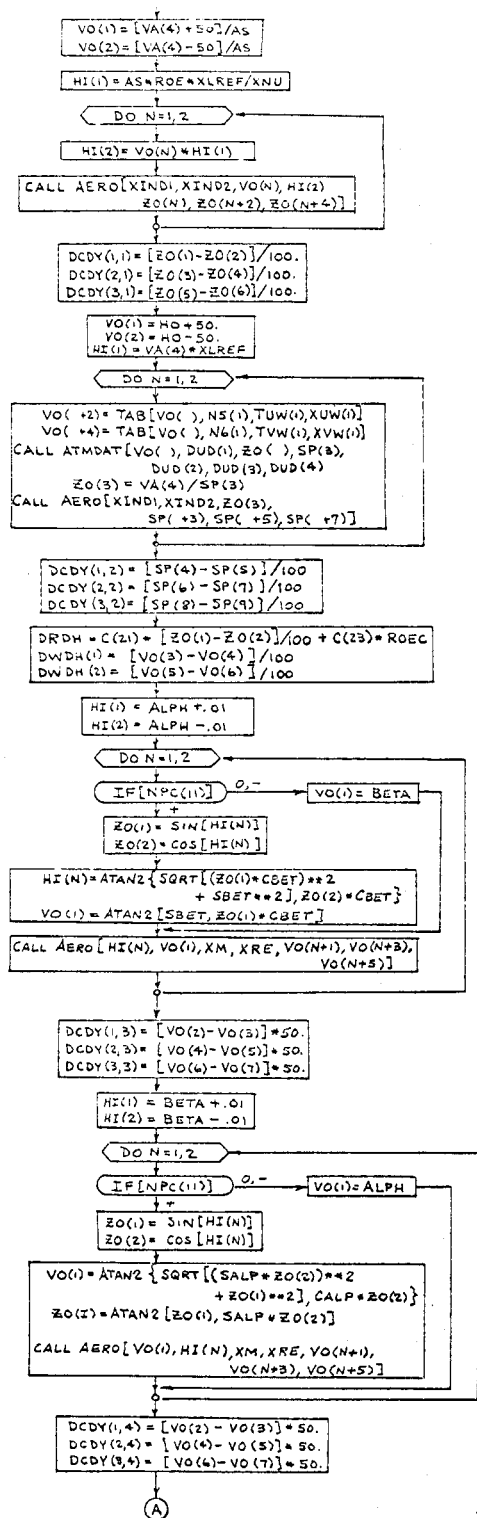 VO(1) = [VA(4)+50]/AS
VO(2) = [VA(4)-50]/AS
HI(1) = AS*ROE*XLREF/XNU
DO N=1,2
HI(2) = VO(N)*HI(1)
CALL AERO[XIND1,XIND2,VO(N),HI(2)
ZO(N),ZO(N+2),ZO(N+4)]
DCDY(1,1) = [ZO(1)-ZO(2)]/100.
DCDY(2,1) = [ZO(3)-ZO(4)]/100.
DCDY(3,1) = [ZO(5)-ZO(6)]/100.
VO(1) = HO+50.
VO(2) = HO-50.
HI(1) = VA(4)*XLREF
DO N=1,2
VO( +2) = TAB[VO( ),N5(1),TUW(1),XUW(1)]
VO( +4) = TAB[VO( ),N6(1),TVW(1),XVW(1)]
CALL ATMDAT[VO( ),DUD(1),ZO( ),SP(3),
DUD(2),DUD(3),DUD(4)
ZO(3) = VA(4)/SP(3)
CALL AERO[XIND1,XIND2,ZO(3),
SP( +3),SP( +5),SP( +7)]
DCDY(1,2) = [SP(4)-SP(5)]/100
DCDY(2,2) = [SP(6)-SP(7)]/100
DCDY(3,2) = [SP(8)-SP(9)]/100
DRDH = C(21) * [ZO(1)-ZO(2)]/100 + C(23)*ROEC
DWDH(1) = [VO(3)-VO(4)]/100
DWDH(2) = [VO(5)-VO(6)]/100
HI(1) = ALPH +.01
HI(2) = ALPH -.01
DO N=1,2
IF[NPC(11)]
0,-
VO(1) = BETA
+
ZO(1) = SIN[HI(N)]
ZO(2) = COS[HI(N)]
HI(N) = ATAN2{SQRT[(ZO(1)*CBET)**2
+ SBET**2],ZO(2)*CBET}
VO(1) = ATAN2[SBET,ZO(1)*CBET]
CALL AERO[HI(N),VO(1),XM,XRE,VO(N+1),VO(N+3),
VO(N+5)]
DCDY(1,3) = [VO(2)-VO(3)]*50.
DCDY(2,3) = [VO(4)-VO(5)]*50.
DCDY(3,3) = [VO(6)-VO(7)]*50.
HI(1) = BETA +.01
HI(2) = BETA -.01
DO N=1,2
IF[NPC(11)]
0,-
VO(1)=ALPH
+
ZO(1) = SIN[HI(N)]
ZO(2) = COS[HI(N)]
VO(1) = ATAN2{SQRT[(SALP*ZO(2))**2
+ZO(1)**2],CALP*ZO(2)}
ZO(I)=ATAN2[ZO(1),SALP*ZO(2)]
CALL AERO[VO(1),HI(N),XM,XRE,VO(N+1),
VO(N+3),VO(N+5)]
DCDY(1,4) = [VO(2)-VO(3)]*50.
DCDY(2,4) = [VO(4)-VO(5)]*50.
DCDY(3,4) = [VO(6)-VO(7)]*50.
A